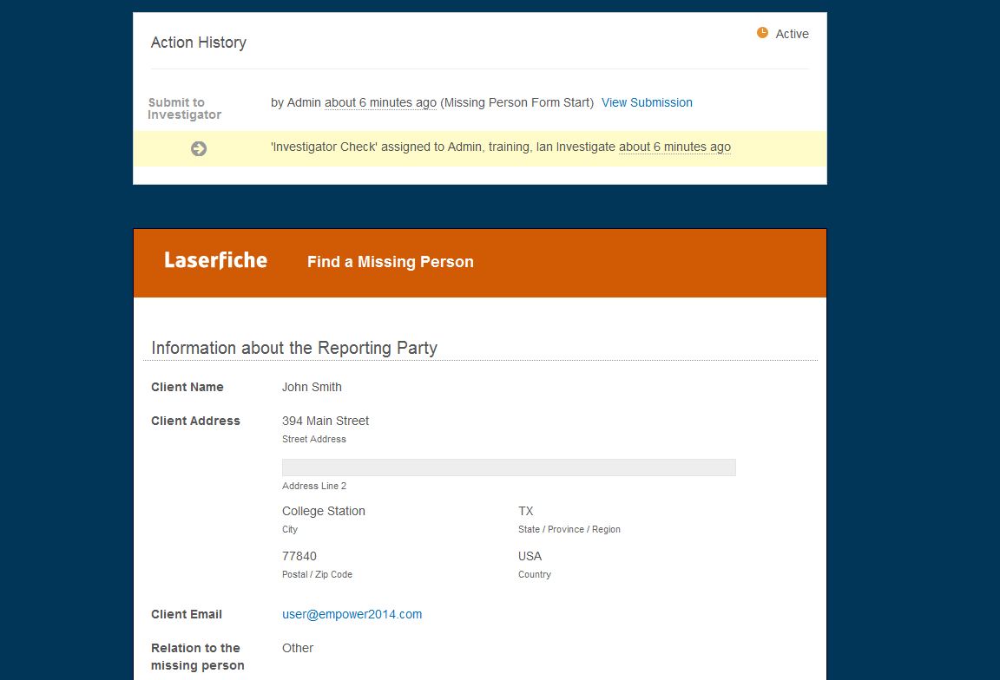 Action History
Active
Submit to
Investigator
by Admin about 6 minutes ago (Missing Person Form Start) View Submission
'Investigator Check' assigned to Admin, training, Ian Investigate about 6 minutes ago
Laserfiche
Find a Missing Person
Information about the Reporting Party
Client Name John Smith
Client Address 394 Main Street
Street Address
Address Line 2
College Station TX
City State / Province / Region
77840 USA
Postal / Zip Code Country
Client Email user@empower2014.com
Relation to the Other
missing person